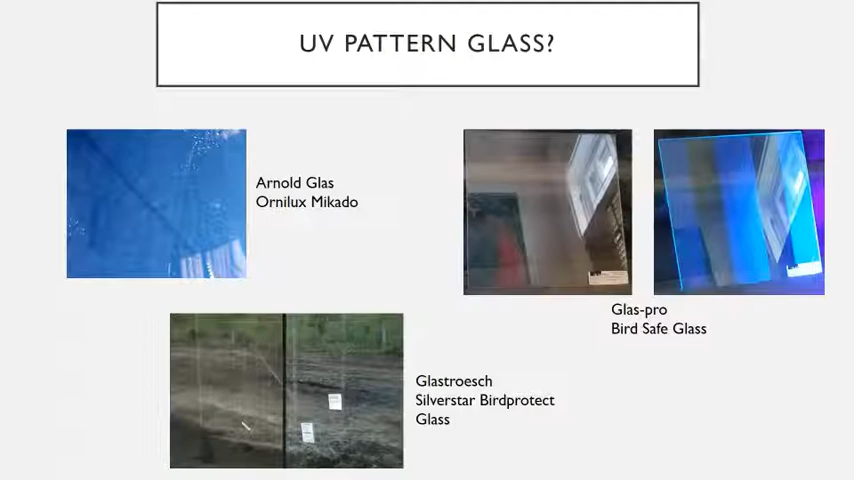 UV PATTERN GLASS?
Arnold Glas
Ornilux Mikado
Glas-pro
Bird Safe Glass
Glastroesch
Silverstar Birdprotect
Glass